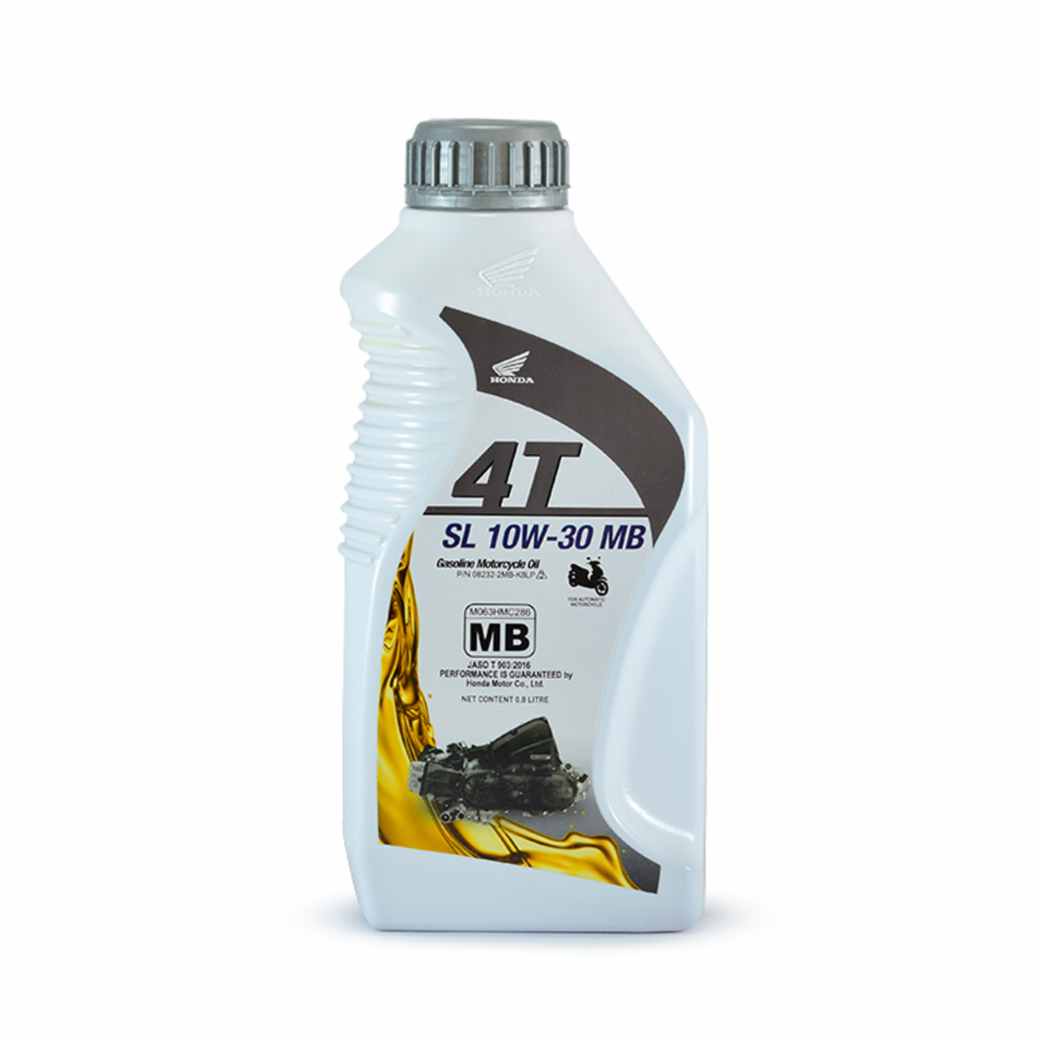 HONDA
HONDA
4T
SL 10W-30 MB
Gasoline Motorcycle Oil
P/N 08232-2MB-K8LP
FOR AUTOMATIC
MOTORCYCLE
M063HMC286
MB
JASO T 903:2016
PERFORMANCE IS GUARANTEED by
Honda Motor Co., Ltd.
NET CONTENT 0.8 LITRE